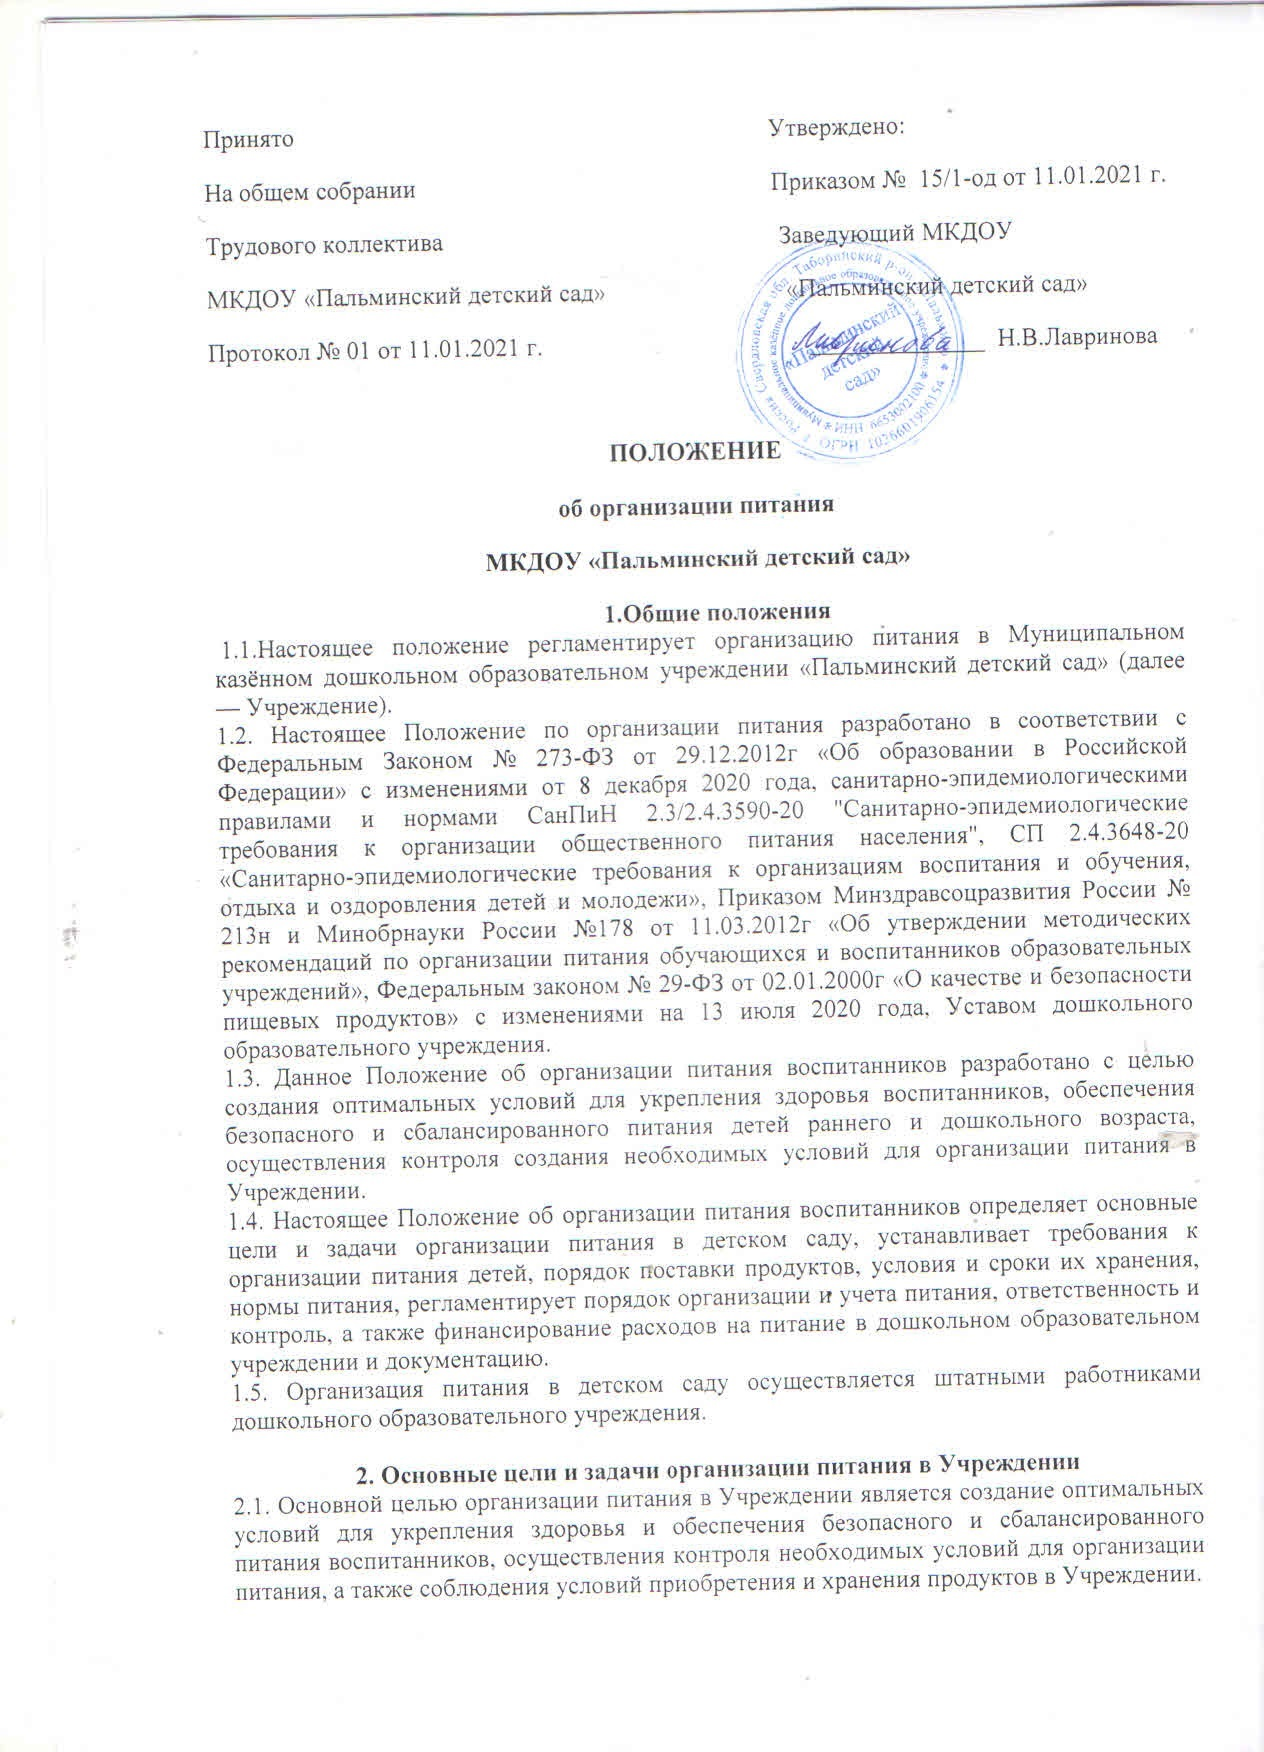 Принято
На общем собрании
Трудового коллектива
МКДОУ «Пальминский детский сад»
Протокол № 01 от 11.01.2021 г.
Утверждено:
Приказом № 15/1-од от 11.01.2021 г.
Заведующий МКДОУ
«Пальминский детский сад»
Лавринова Н.В.Лавринова
«Пальминский
детский
сад»
ИНН 6653002100
ОГРН 1026601906154
Россия Свердловская обл. Таборинский р-он
ПОЛОЖЕНИЕ
об организации питания
МКДОУ «Пальминский детский сад»
1.Общие положения
1.1.Настоящее положение регламентирует организацию питания в Муниципальном
казённом дошкольном образовательном учреждении «Пальминский детский сад» (далее
— Учреждение).
1.2. Настоящее Положение по организации питания разработано в соответствии с
Федеральным Законом № 273-ФЗ от 29.12.2012г «Об образовании в Российской
Федерации» с изменениями от 8 декабря 2020 года, санитарно-эпидемиологическими
правилами и нормами СанПиН 2.3/2.4.3590-20 "Санитарно-эпидемиологические
требования к организации общественного питания населения", СП 2.4.3648-20
«Санитарно-эпидемиологические требования к организациям воспитания и обучения,
отдыха и оздоровления детей и молодежи», Приказом Минздравсоцразвития России №
213н и Минобрнауки России №178 от 11.03.2012г «Об утверждении методических
рекомендаций по организации питания обучающихся и воспитанников образовательных
учреждений», Федеральным законом № 29-ФЗ от 02.01.2000г «О качестве и безопасности
пищевых продуктов» с изменениями на 13 июля 2020 года, Уставом дошкольного
образовательного учреждения.
1.3. Данное Положение об организации питания воспитанников разработано с целью
создания оптимальных условий для укрепления здоровья воспитанников, обеспечения
безопасного и сбалансированного питания детей раннего и дошкольного возраста,
осуществления контроля создания необходимых условий для организации питания в
Учреждении.
1.4. Настоящее Положение об организации питания воспитанников определяет основные
цели и задачи организации питания в детском саду, устанавливает требования к
организации питания детей, порядок поставки продуктов, условия и сроки их хранения,
нормы питания, регламентирует порядок организации и учета питания, ответственность и
контроль, а также финансирование расходов на питание в дошкольном образовательном
учреждении и документацию.
1.5. Организация питания в детском саду осуществляется штатными работниками
дошкольного образовательного учреждения.
2. Основные цели и задачи организации питания в Учреждении
2.1. Основной целью организации питания в Учреждении является создание оптимальных
условий для укрепления здоровья и обеспечения безопасного и сбалансированного
питания воспитанников, осуществления контроля необходимых условий для организации
питания, а также соблюдения условий приобретения и хранения продуктов в Учреждении.